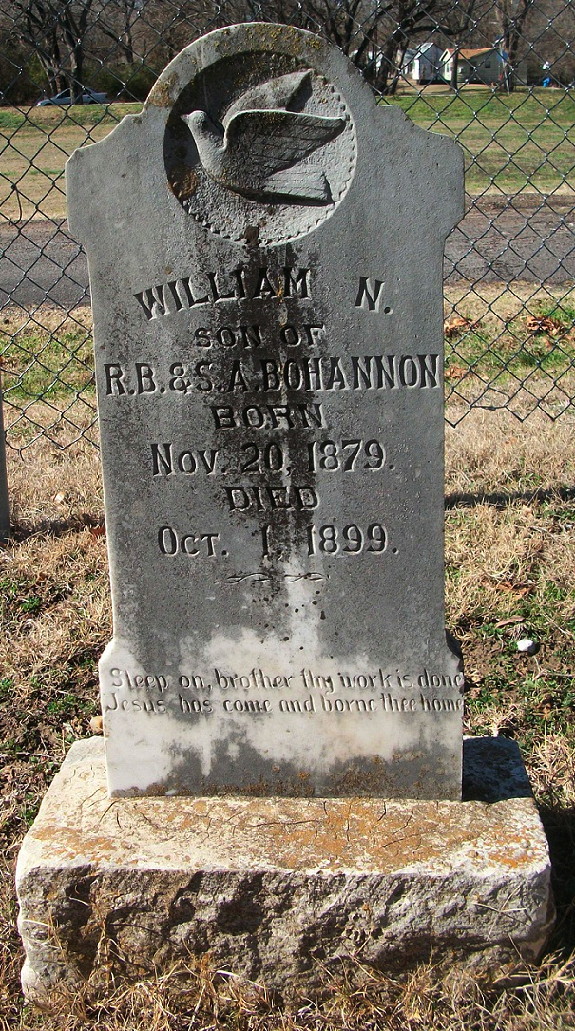 WILLIAM N.
SON OF
R.B. & S.A. BOHANNON
BORN
NOV. 20, 1879.
DIED
OCT. 1, 1899.
Sleep on, brother thy work is done
Jesus has come and borne thee home